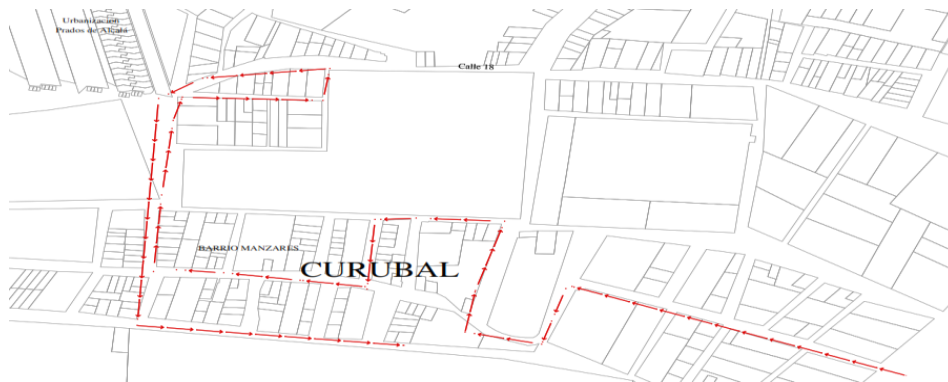 Urbanización
Prados de Alcalá
Calle 18
BARRIO MANZARES
CURUBAL